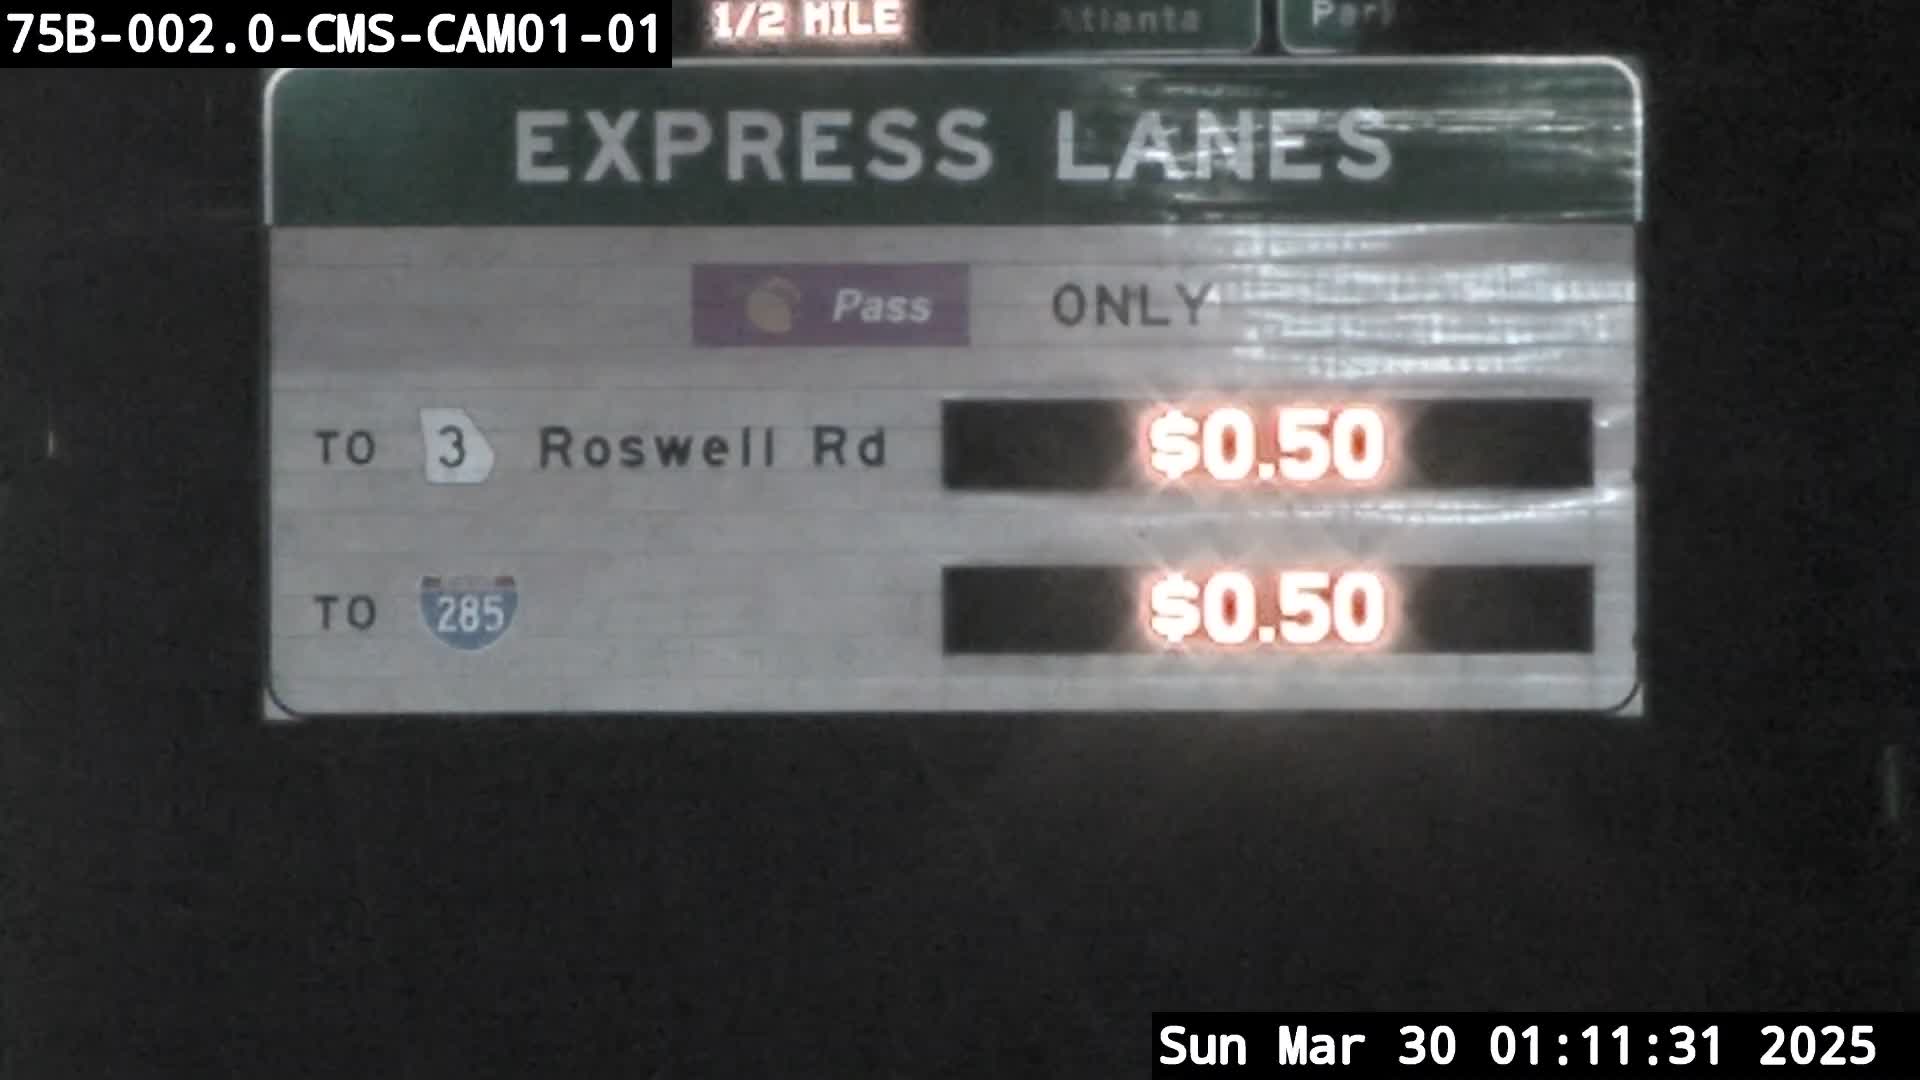 75B-002.0-CMS-CAM01-01
1/2 MILE
EXPRESS LANES
Pass ONLY
TO 3 Roswell Rd $0.50
TO 285 $0.50
Sun Mar 30 01:11:31 2025